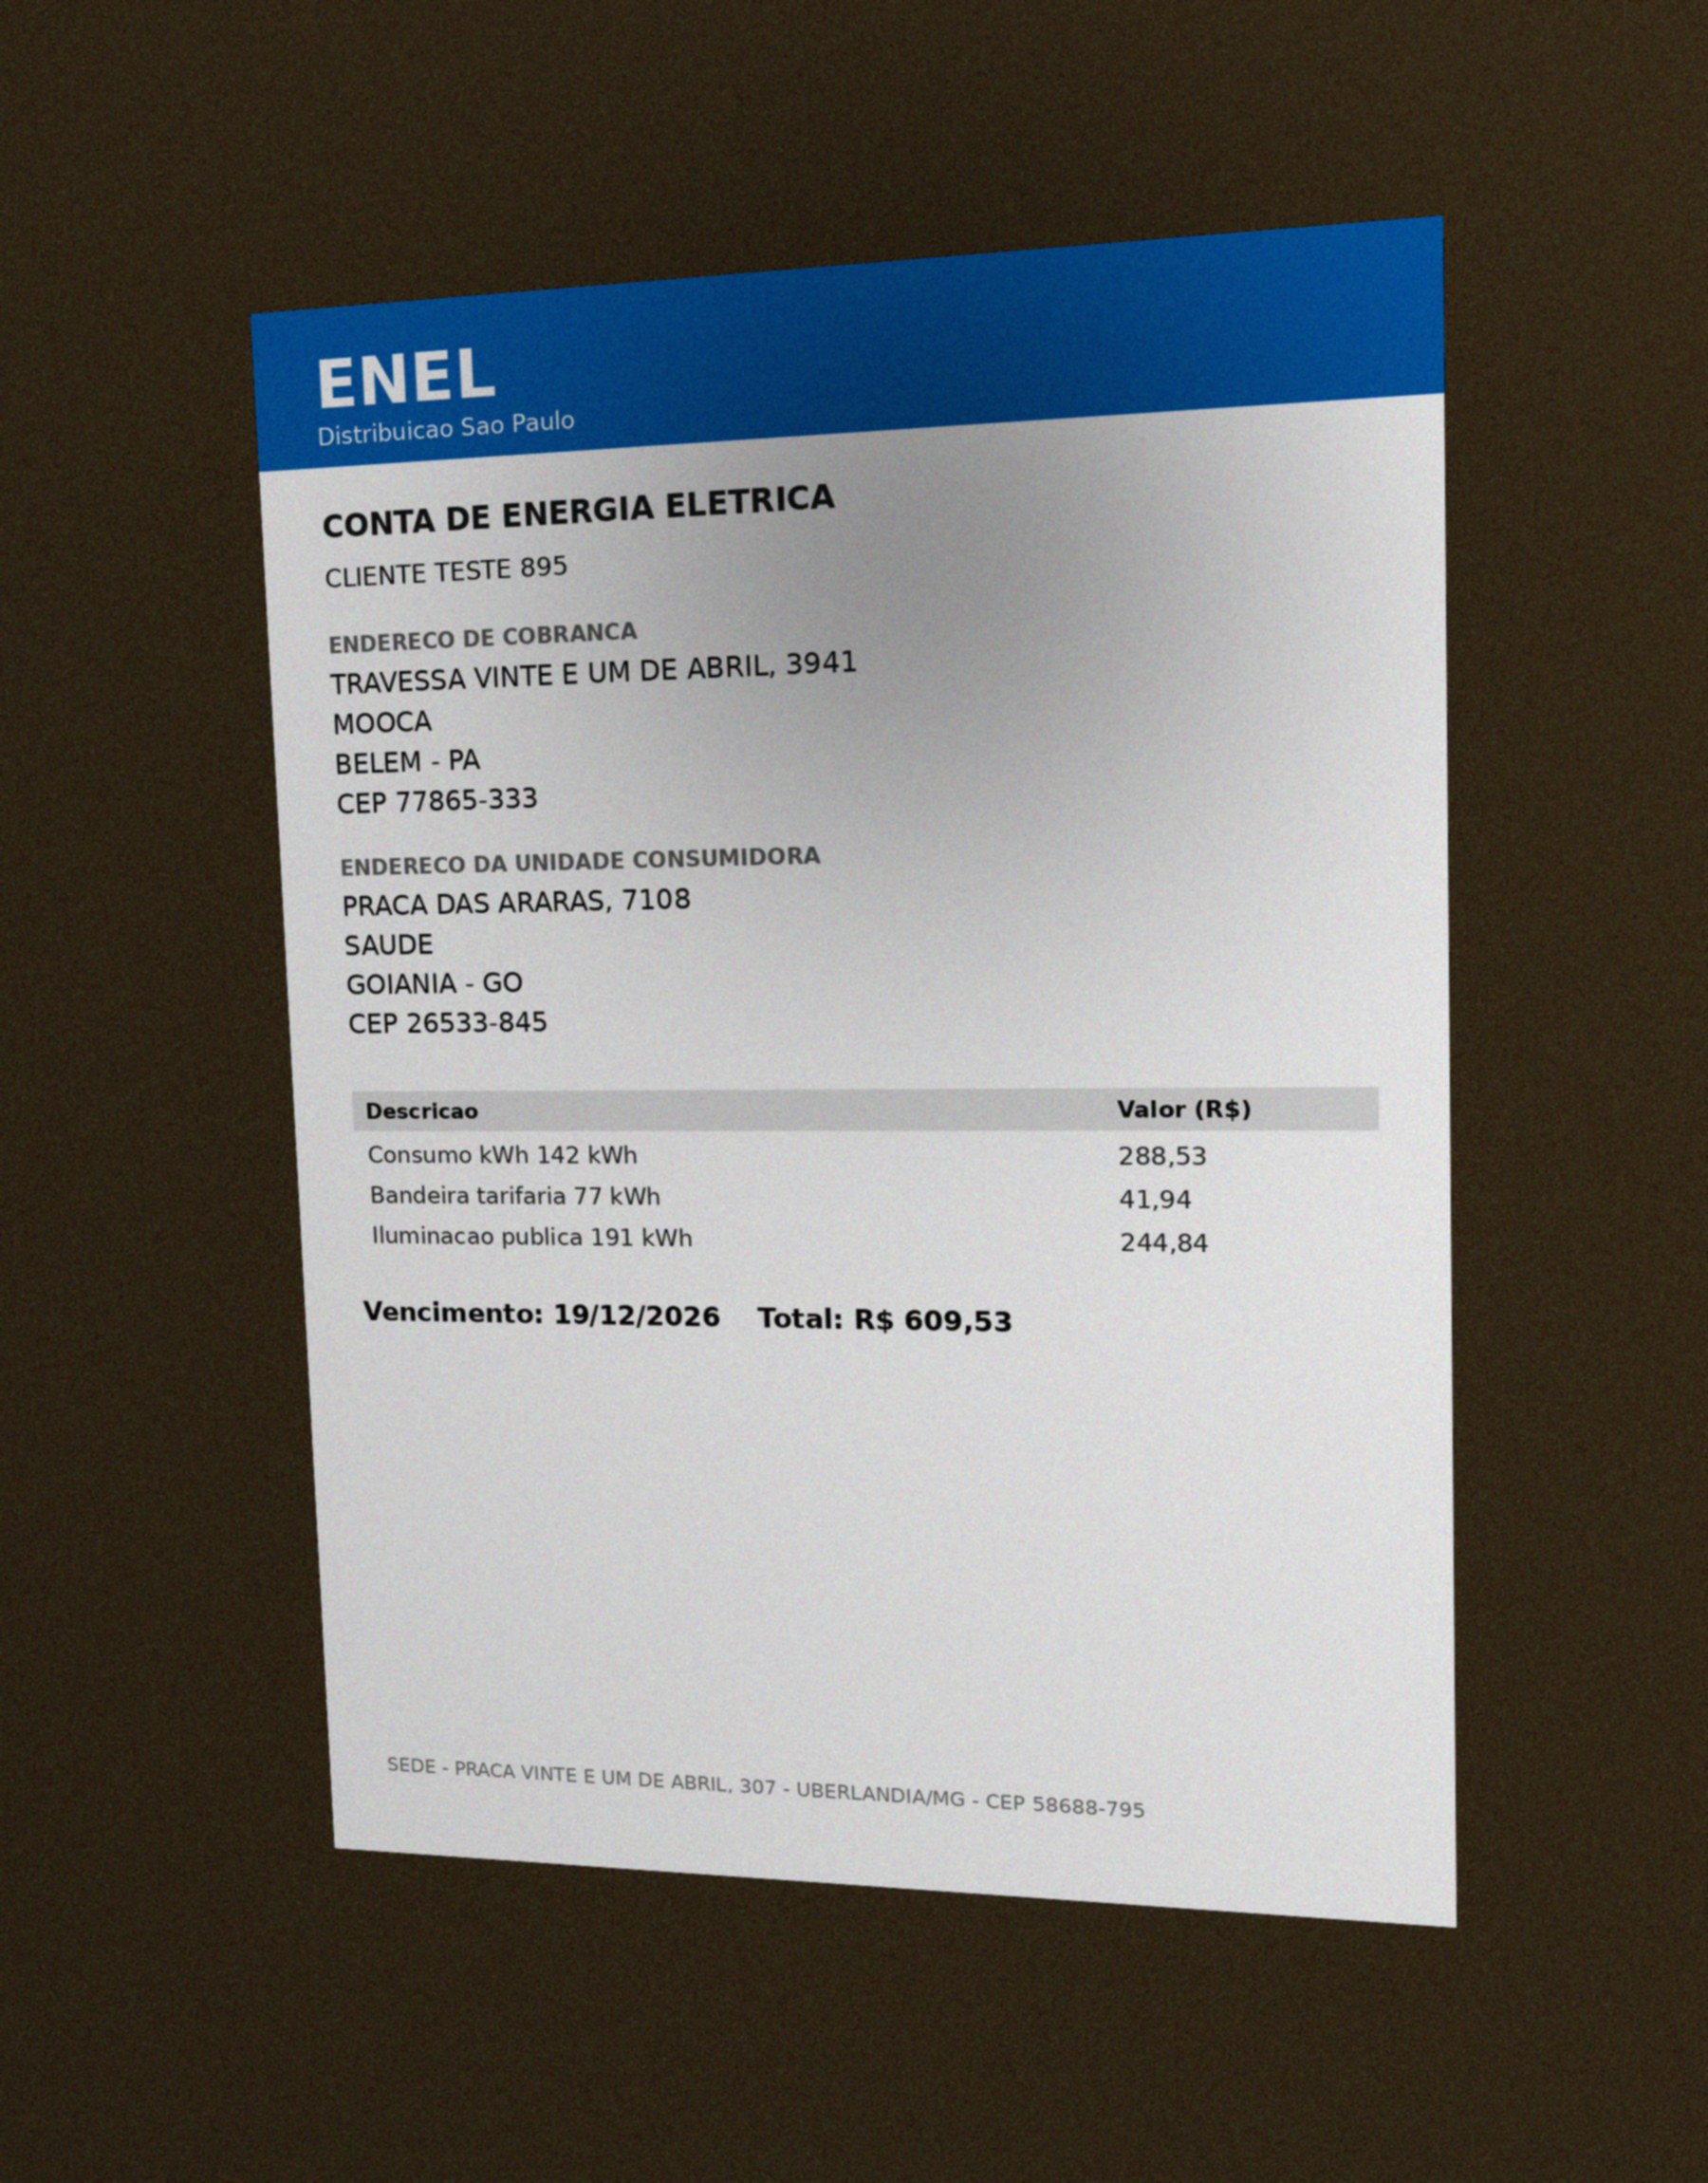 ENEL
Distribuicao Sao Paulo
CONTA DE ENERGIA ELETRICA
CLIENTE TESTE 895
ENDERECO DE COBRANCA
TRAVESSA VINTE E UM DE ABRIL, 3941
MOOCA
BELEM - PA
CEP 77865-333
ENDERECO DA UNIDADE CONSUMIDORA
PRACA DAS ARARAS, 7108
SAUDE
GOIANIA - GO
CEP 26533-845
Descricao Valor (R$)
Consumo kWh 142 kWh 288,53
Bandeira tarifaria 77 kWh 41,94
Iluminacao publica 191 kWh 244,84
Vencimento: 19/12/2026 Total: R$ 609,53
SEDE - PRACA VINTE E UM DE ABRIL, 307 - UBERLANDIA/MG - CEP 58688-795